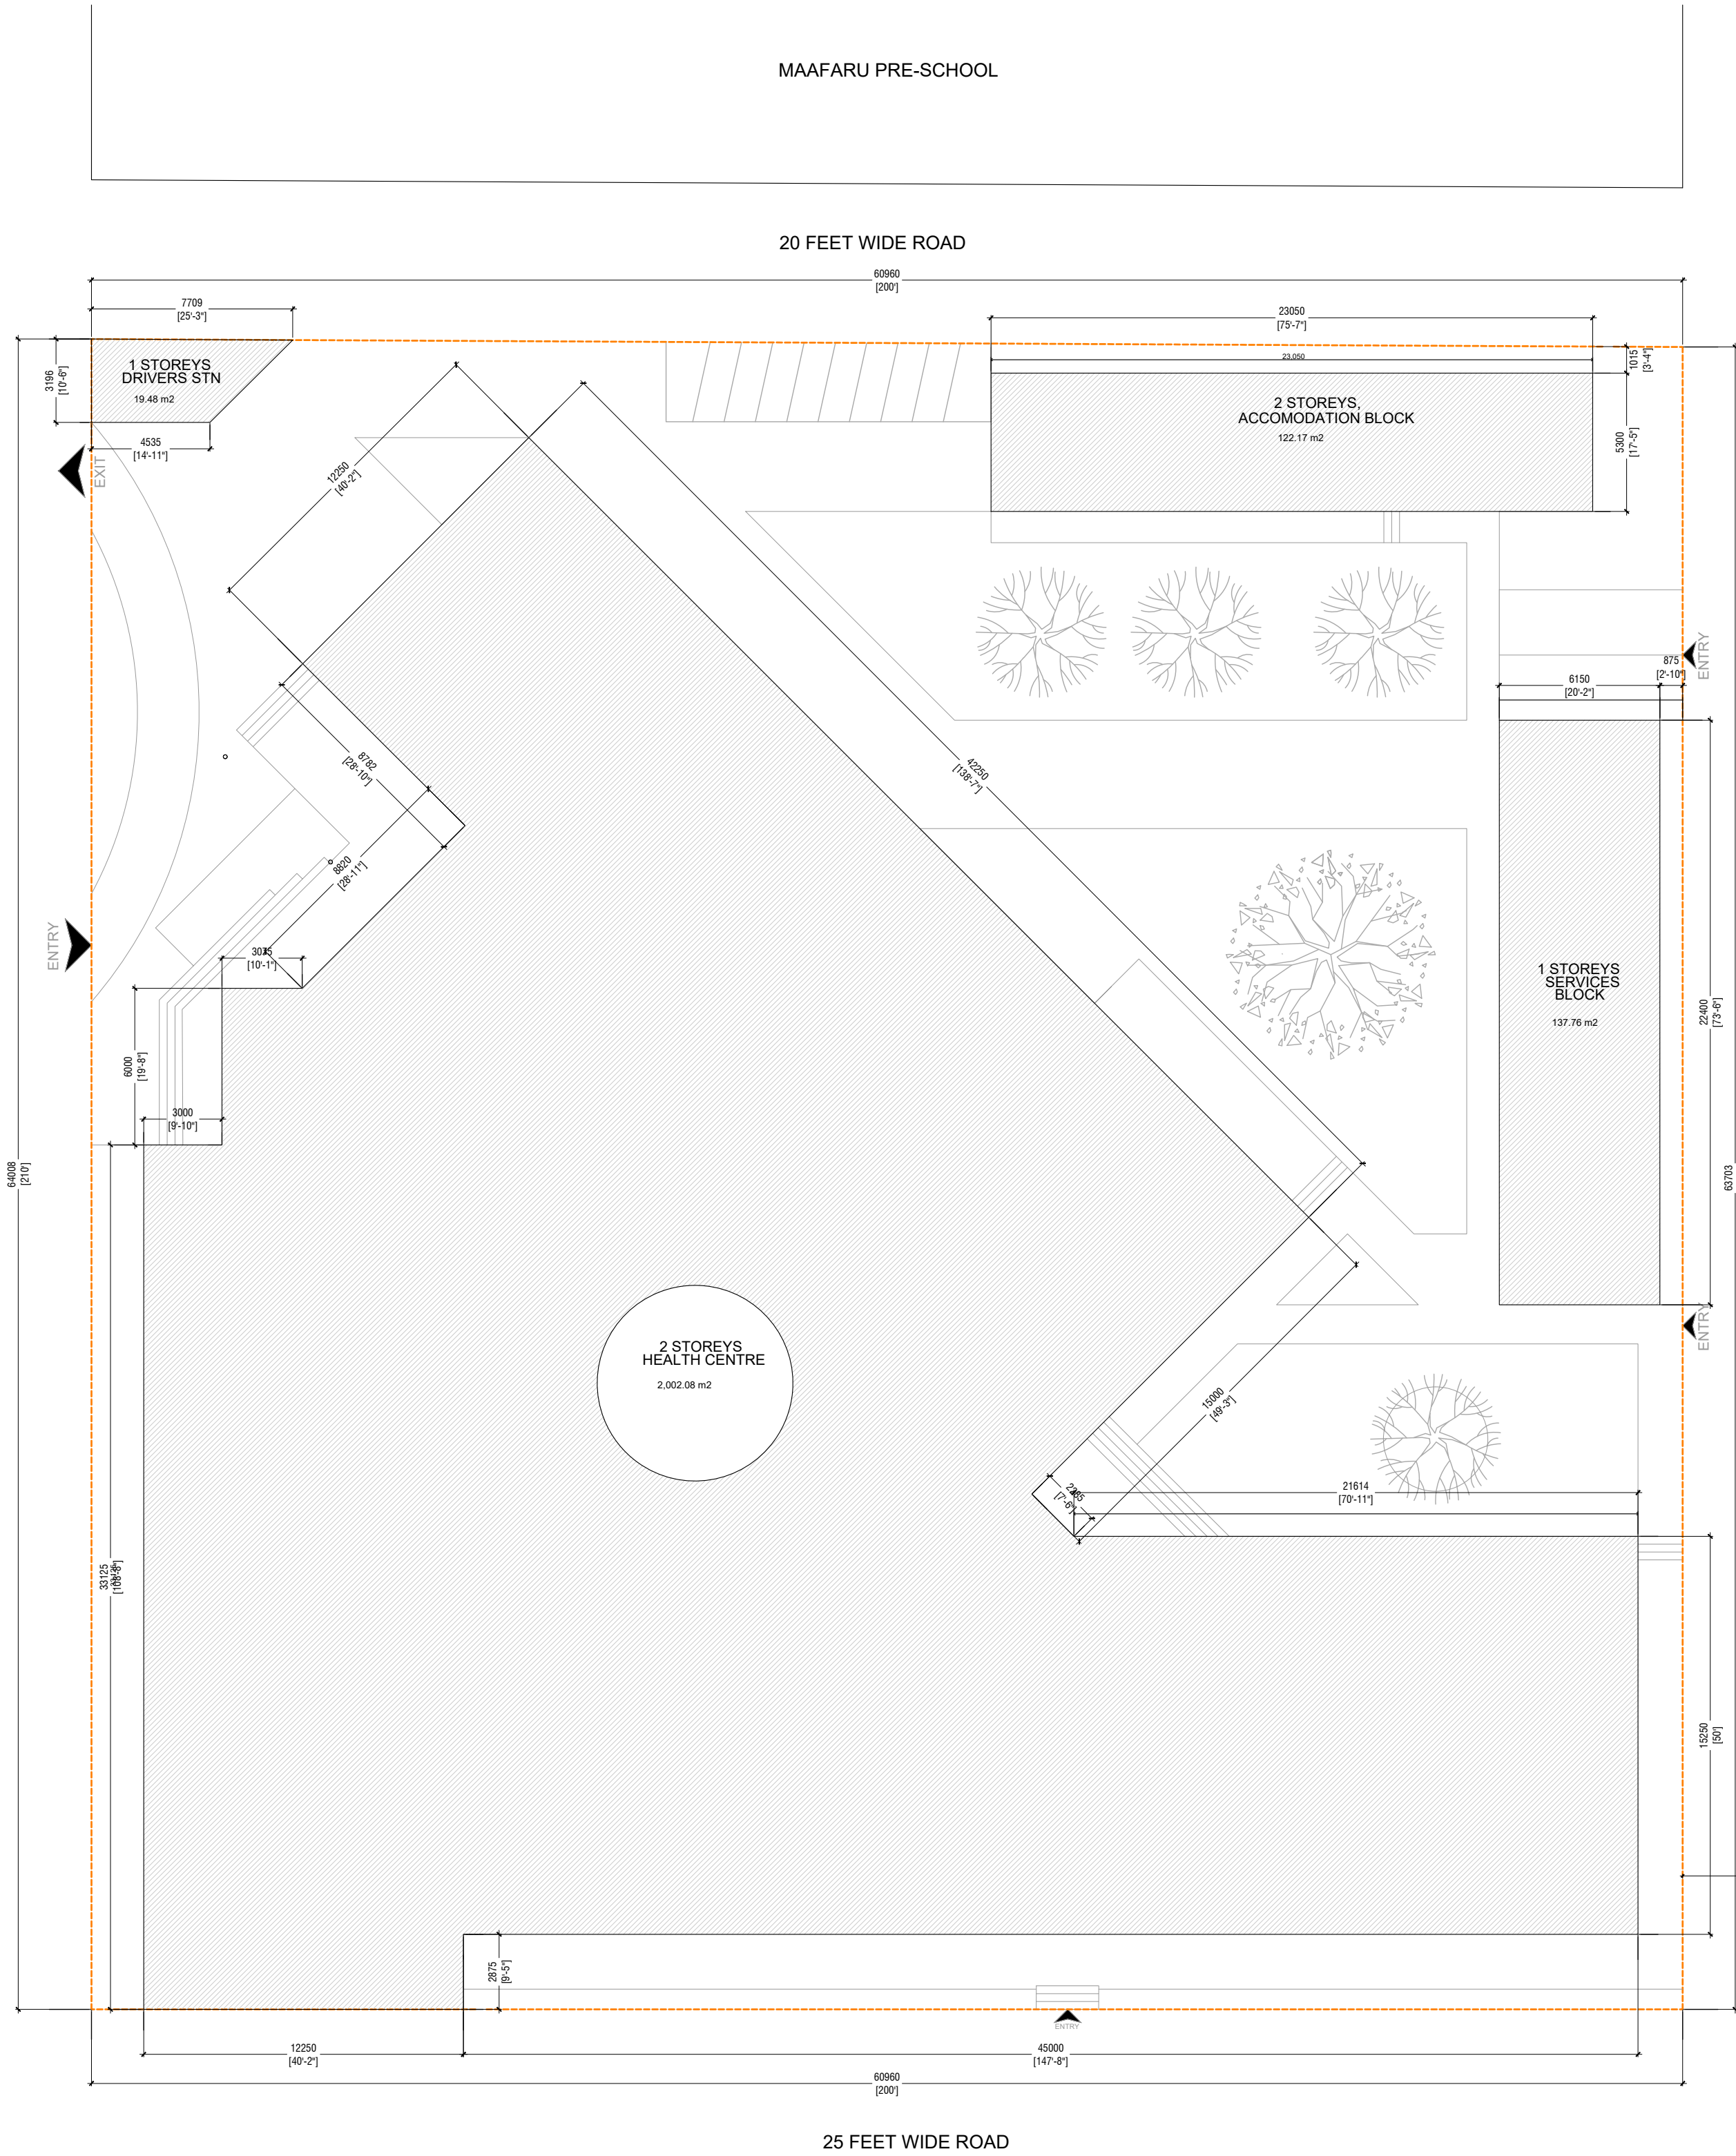 MAAFARU PRE-SCHOOL
20 FEET WIDE ROAD
60960
[200']
7709
[25'-3"]
23050
[75'-7"]
23.050
1015
[3'-4"]
1 STOREYS
DRIVERS STN
19.48 m2
3196
[10'-6"]
4535
[14'-11"]
2 STOREYS,
ACCOMODATION BLOCK
122.17 m2
5300
[17'-5"]
EXIT
12250
[40'-2"]
ENTRY
875
[2'-10"]
6150
[20'-2"]
8782
[28'-10"]
42250
[138'-7"]
8820
[28'-11"]
ENTRY
3075
[10'-1"]
1 STOREYS
SERVICES
BLOCK
137.76 m2
22400
[73'-6"]
6000
[19'-8"]
3000
[9'-10"]
64008
[210']
63703
ENTRY
2 STOREYS
HEALTH CENTRE
2,002.08 m2
15000
[49'-3"]
2285
[7'-6"]
21614
[70'-11"]
33125
[108'-8"]
15250
[50']
2875
[9'-5"]
ENTRY
12250
[40'-2"]
45000
[147'-8"]
60960
[200']
25 FEET WIDE ROAD